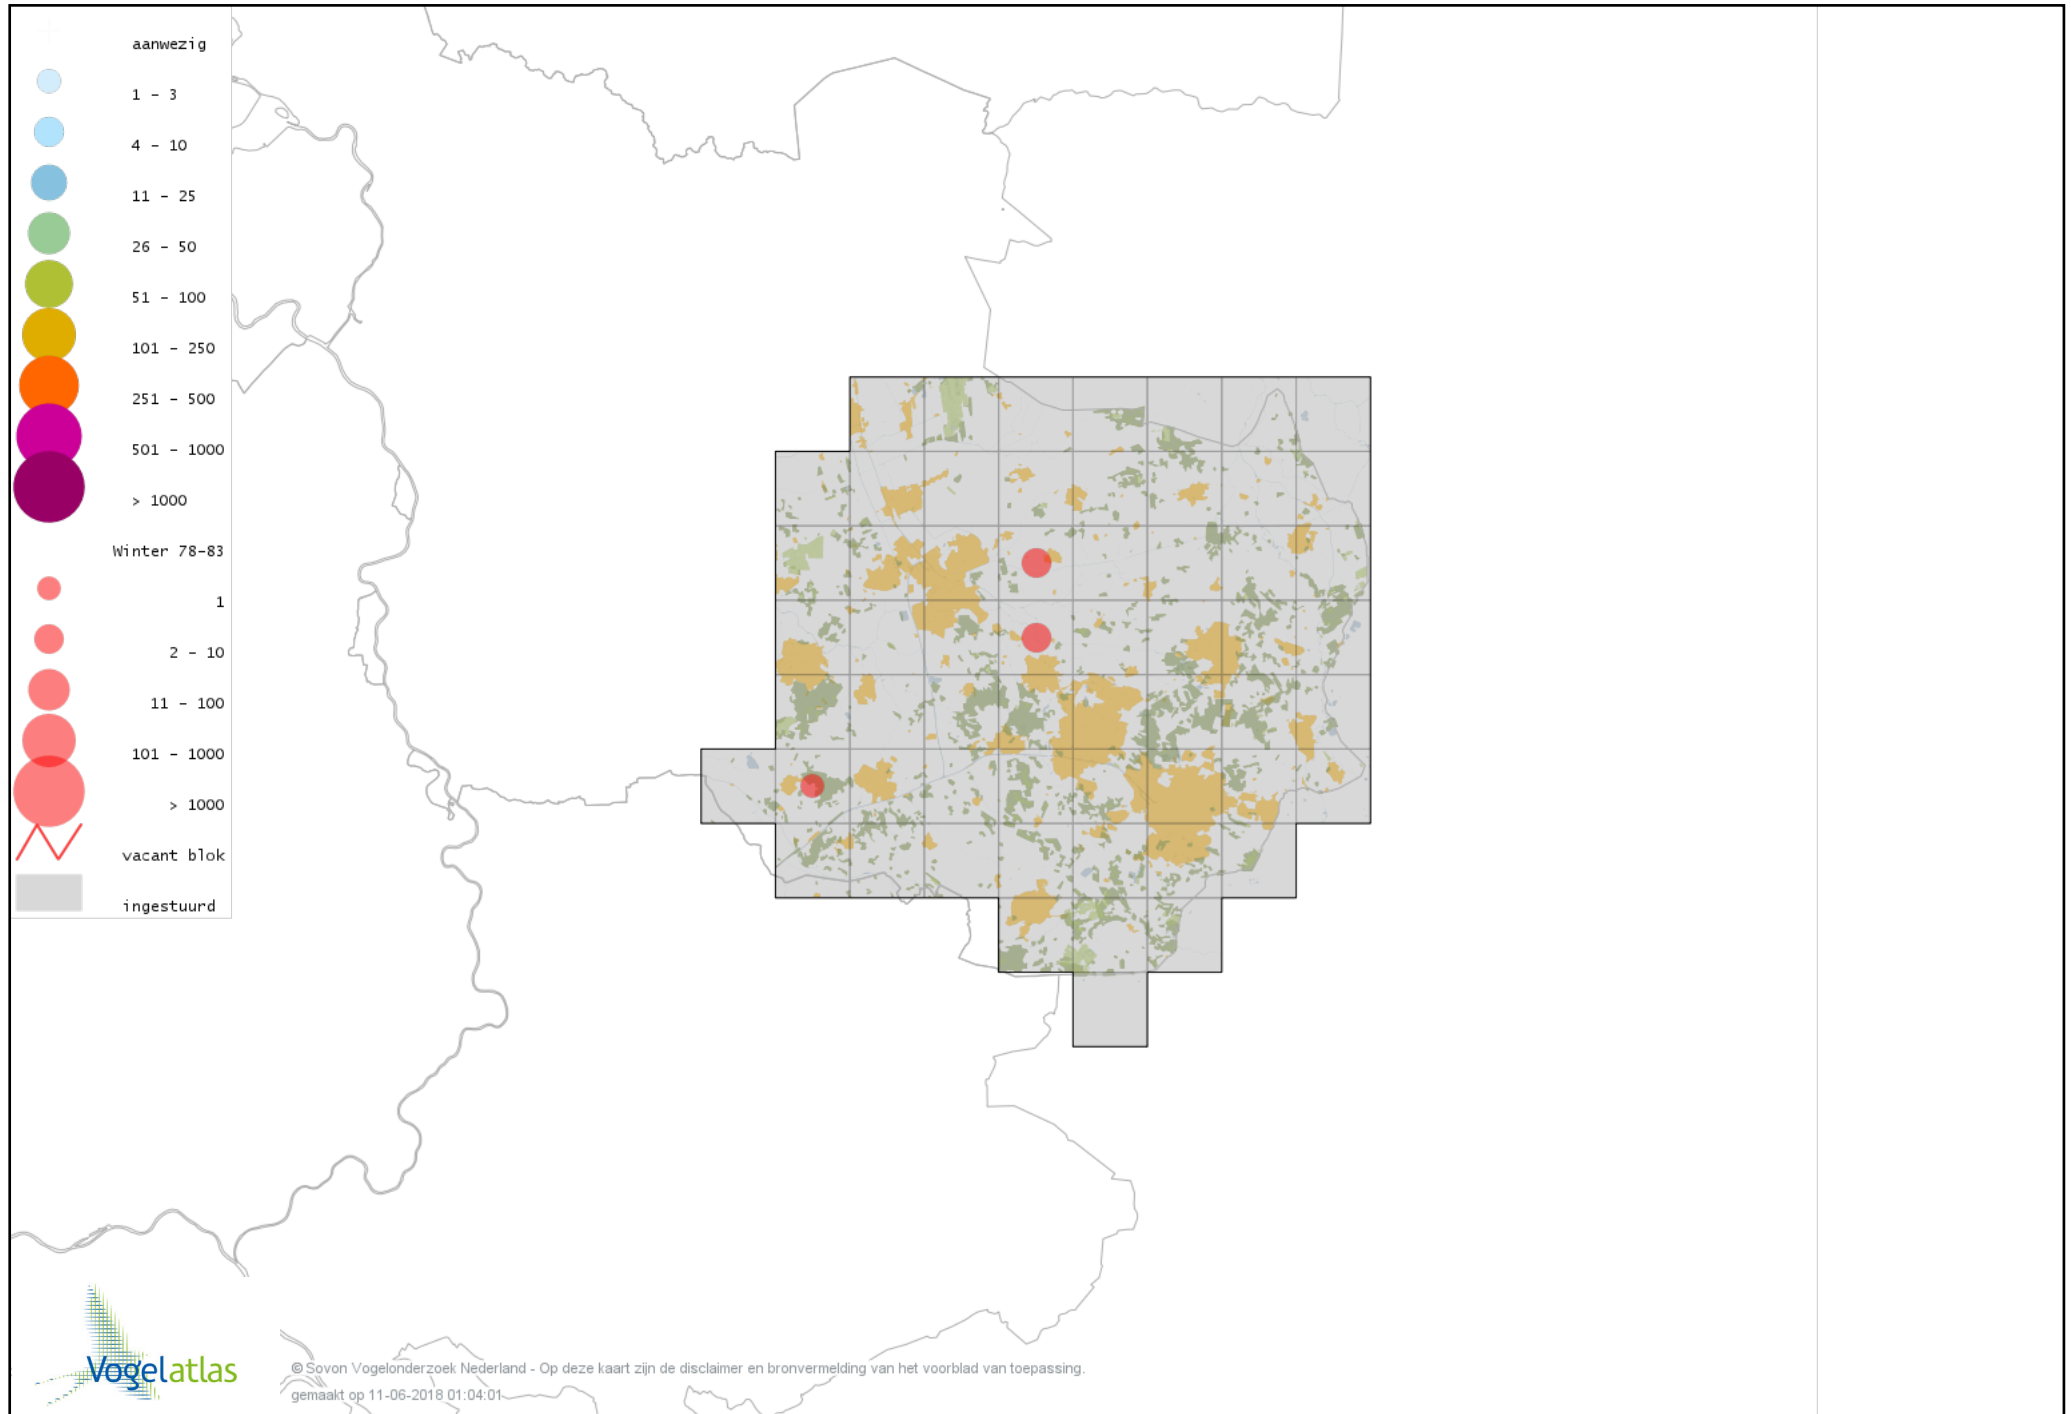 aanwezig
1 - 3
4 - 10
11 - 25
26 - 50
51 - 100
101 - 250
251 - 500
501 - 1000
> 1000
Winter 78-83
1
2 - 10
11 - 100
101 - 1000
> 1000
vacant blok
ingestuurd
Vogelatlas
© Sovon Vogelonderzoek Nederland - Op deze kaart zijn de disclaimer en bronvermelding van het voorblad van toepassing.
gemaakt op 11-06-2018 01:04:01